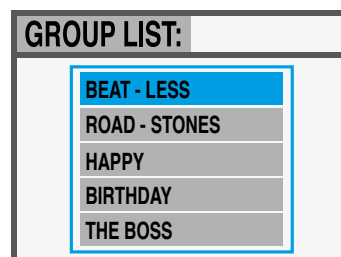 GROUP LIST:
BEAT - LESS
ROAD - STONES
HAPPY
BIRTHDAY
THE BOSS